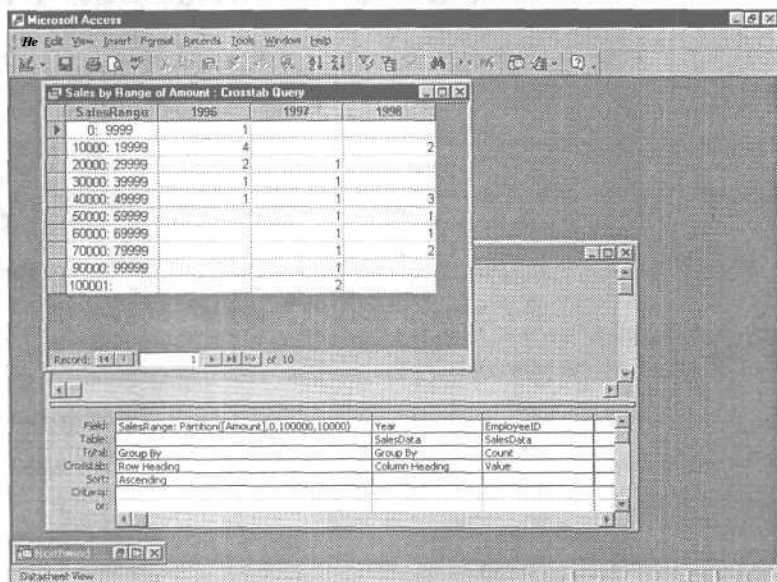 Microsoft Access
He Edit View Insert Format Records Tools Window Help
Sales by Range of Amount : Crosstab Query
SalesRange 1996 1997 1998
0: 9999 1
10000: 19999 4 2
20000: 29999 2 1
30000: 39999 1 1
40000: 49999 1 1 3
50000: 59999 1 1
60000: 69999 1 1
70000: 79999 1 2
90000: 99999 1
100001: 2
Record: 1 of 10
Field: SalesRange: Partition([Amount],0,100000,10000) Year EmployeeID
Table: SalesData SalesData
Total: Group By Group By Count
Crosstab: Row Heading Column Heading Value
Sort: Ascending
Criteria:
or:
Northwind
Datasheet View